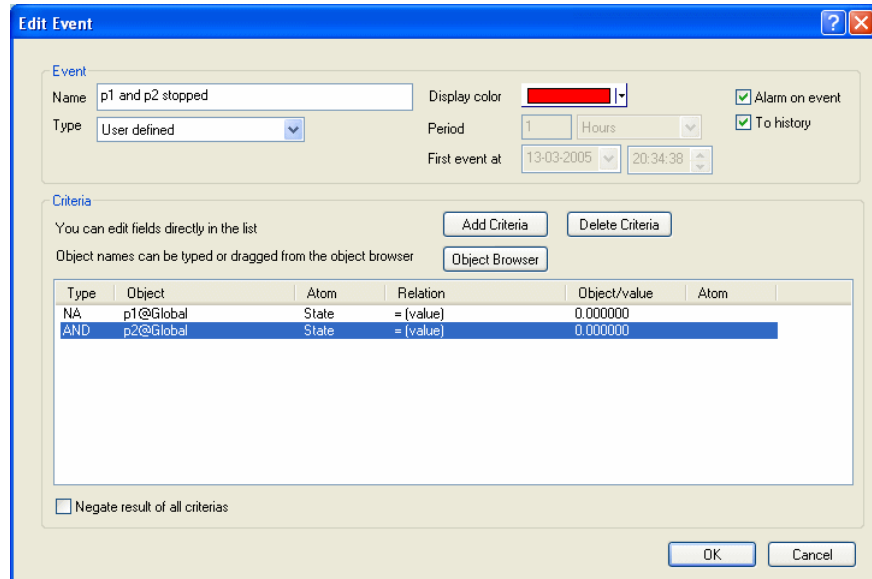 Edit Event
Event
Name p1 and p2 stopped Display color Alarm on event
Type User defined Period 1 Hours To history
First event at 13-03-2005 20:34:38
Criteria
You can edit fields directly in the list Add Criteria Delete Criteria
Object names can be typed or dragged from the object browser Object Browser
Type Object Atom Relation Object/value Atom
NA p1@Global State = (value) 0.000000
AND p2@Global State = (value) 0.000000
Negate result of all criterias
OK Cancel